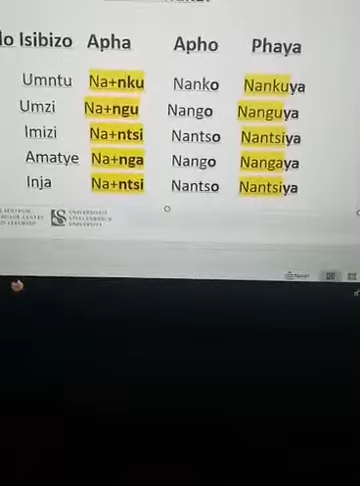 lo Isibizo Apha Apho Phaya
Umntu Na+nku Nanko Nankuya
Umzi Na+ngu Nango Nanguya
Imizi Na+ntsi Nantso Nantsiya
Amatye Na+nga Nango Nangaya
Inja Na+ntsi Nantso Nantsiya